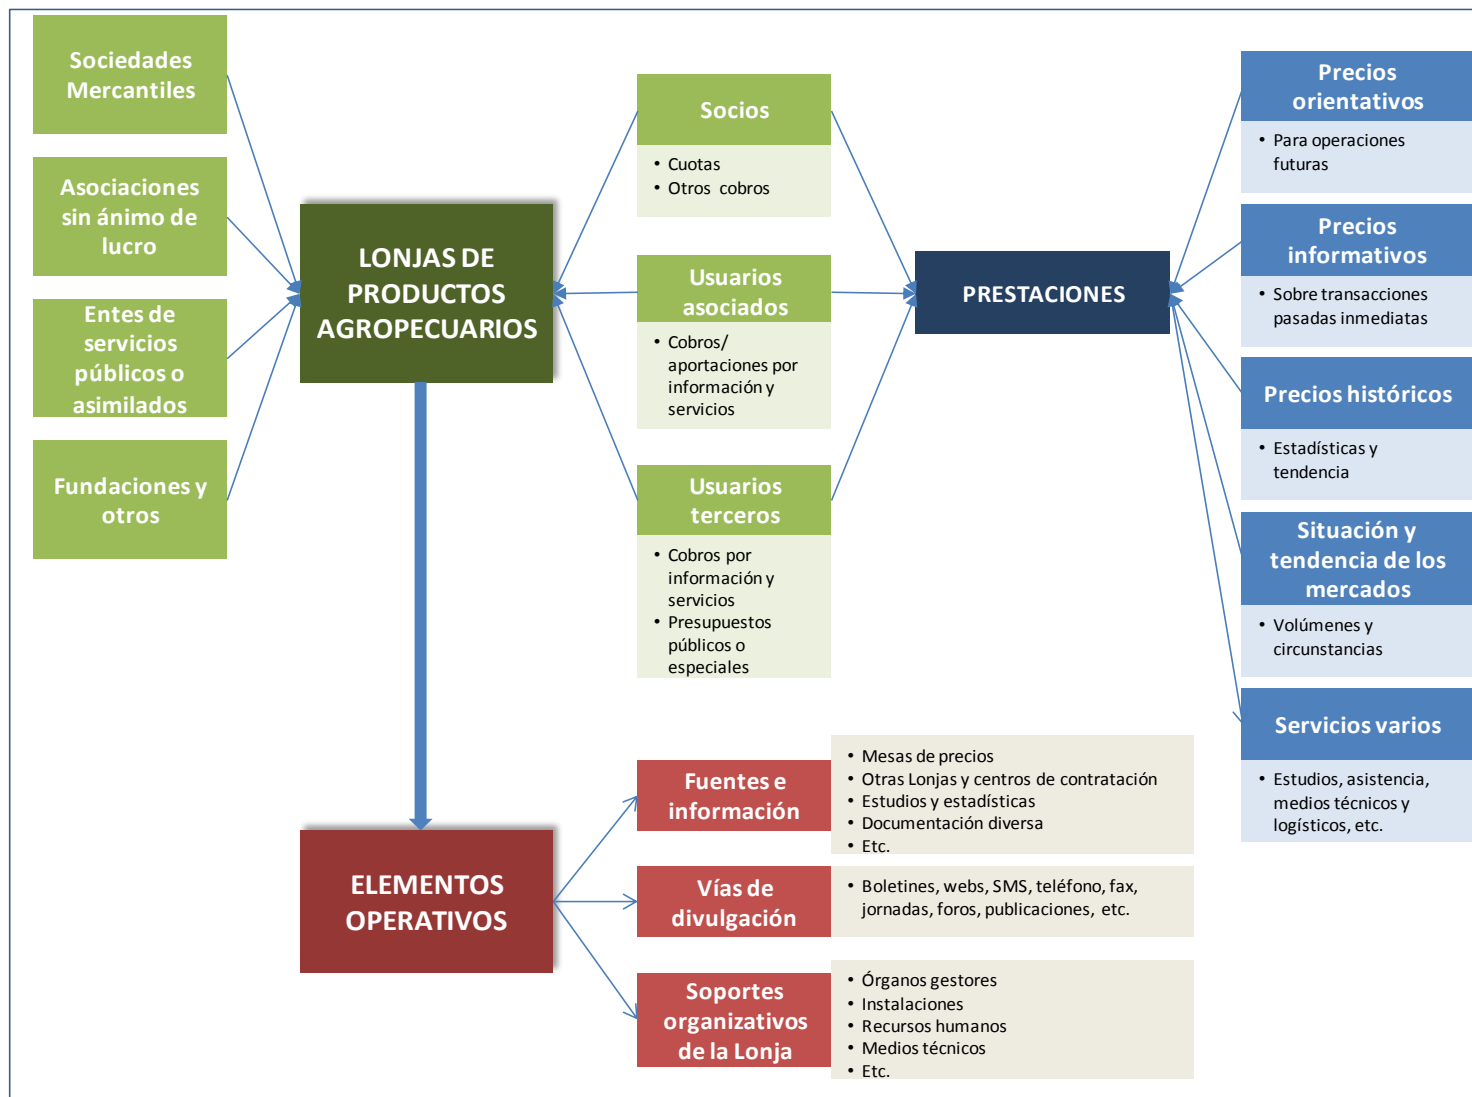 Sociedades
Mercantiles
Asociaciones
sin ánimo de
lucro
Entes de
servicios
públicos o
asimilados
Fundaciones y
otros
LONJAS DE
PRODUCTOS
AGROPECUARIOS
Socios
• Cuotas
• Otros cobros
Usuarios
asociados
• Cobros/
aportaciones por
información y
servicios
Usuarios
terceros
• Cobros por
información y
servicios
• Presupuestos
públicos o
especiales
PRESTACIONES
Precios
orientativos
• Para operaciones
futuras
Precios
informativos
• Sobre transacciones
pasadas inmediatas
Precios históricos
• Estadísticas y
tendencia
Situación y
tendencia de los
mercados
• Volúmenes y
circunstancias
Servicios varios
• Estudios, asistencia,
medios técnicos y
logísticos, etc.
ELEMENTOS
OPERATIVOS
Fuentes e
información
• Mesas de precios
• Otras Lonjas y centros de contratación
• Estudios y estadísticas
• Documentación diversa
• Etc.
Vías de
divulgación
• Boletines, webs, SMS, teléfono, fax,
jornadas, foros, publicaciones, etc.
Soportes
organizativos
de la Lonja
• Órganos gestores
• Instalaciones
• Recursos humanos
• Medios técnicos
• Etc.